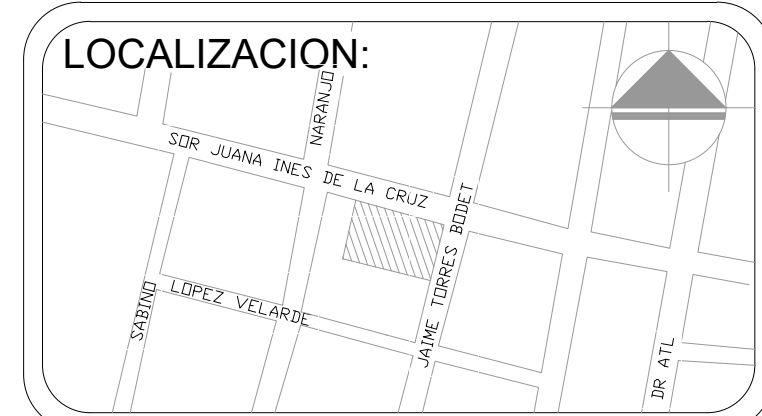 LOCALIZACION:
NARANJO
SOR JUANA INES DE LA CRUZ
JAIME TORRES BODET
SABINO
LOPEZ VELARDE
DR ATL